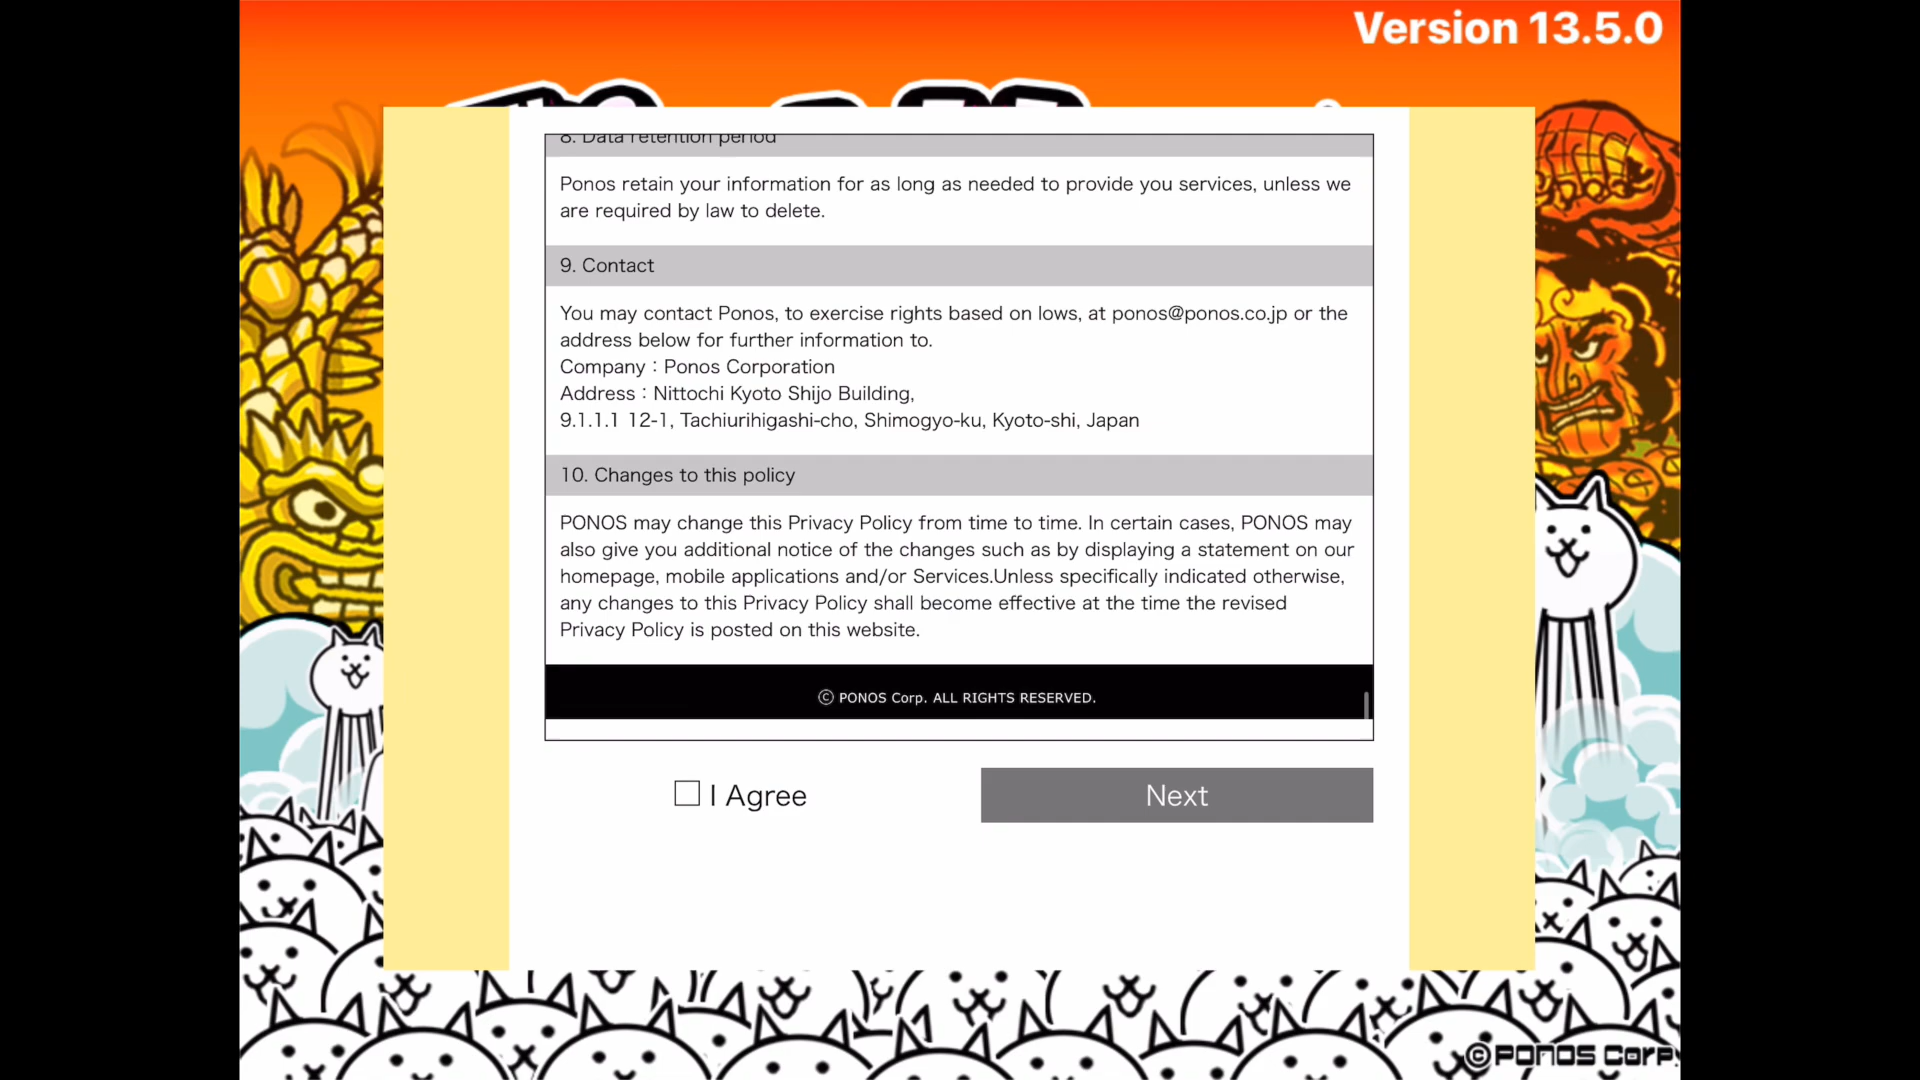 Version 13.5.0
8. Data retention period
Ponos retain your information for as long as needed to provide you services, unless we
are required by law to delete.
9. Contact
You may contact Ponos, to exercise rights based on lows, at ponos@ponos.co.jp or the
address below for further information to.
Company：Ponos Corporation
Address：Nittochi Kyoto Shijo Building,
9.1.1.1 12-1, Tachiurihigashi-cho, Shimogyo-ku, Kyoto-shi, Japan
10. Changes to this policy
PONOS may change this Privacy Policy from time to time. In certain cases, PONOS may
also give you additional notice of the changes such as by displaying a statement on our
homepage, mobile applications and/or Services.Unless specifically indicated otherwise,
any changes to this Privacy Policy shall become effective at the time the revised
Privacy Policy is posted on this website.
© PONOS Corp. ALL RIGHTS RESERVED.
I Agree
Next
©PONOS Corp.